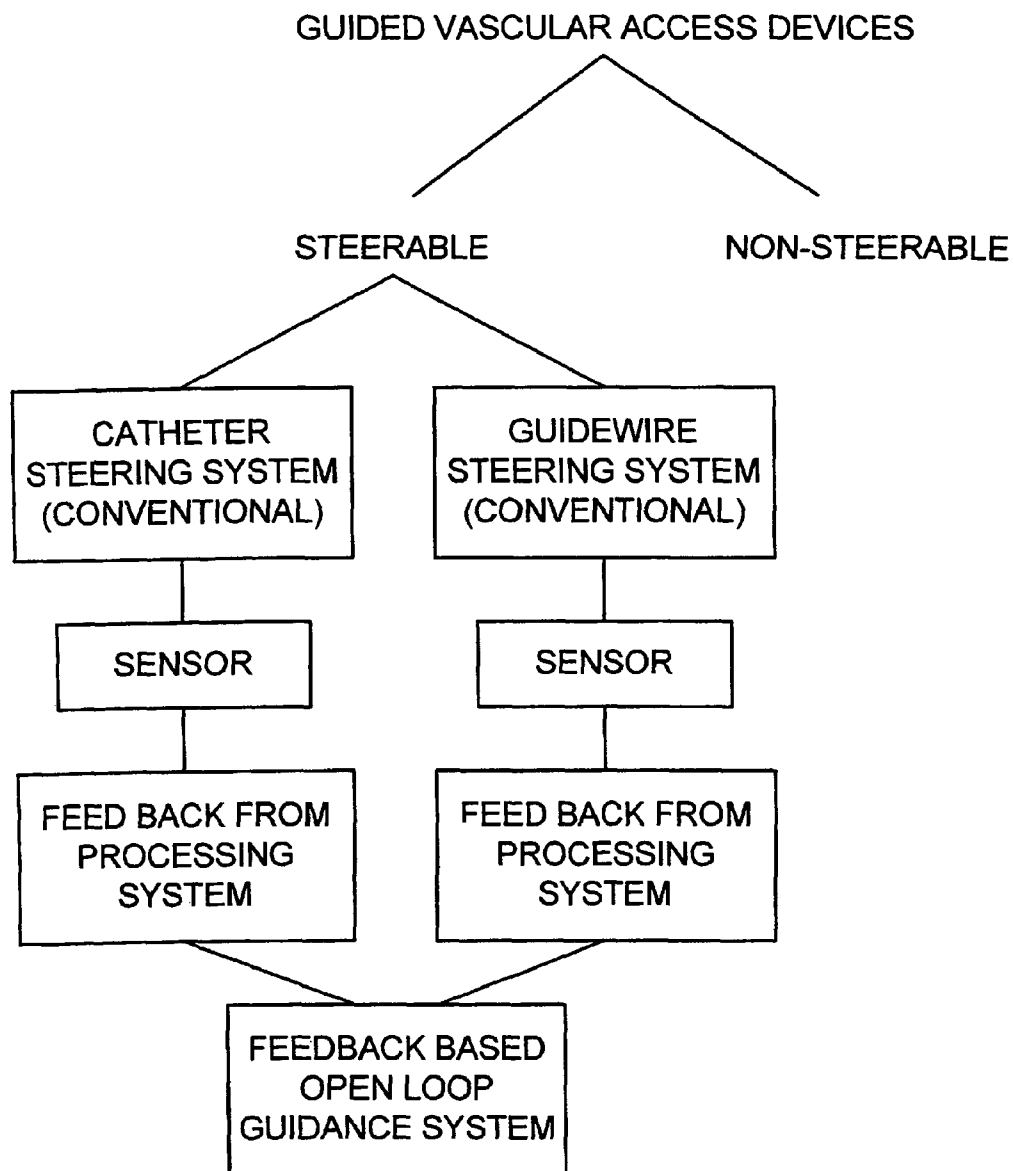 GUIDED VASCULAR ACCESS DEVICES
STEERABLE
NON-STEERABLE
CATHETER
STEERING SYSTEM
(CONVENTIONAL)
GUIDEWIRE
STEERING SYSTEM
(CONVENTIONAL)
SENSOR
SENSOR
FEED BACK FROM
PROCESSING
SYSTEM
FEED BACK FROM
PROCESSING
SYSTEM
FEEDBACK BASED
OPEN LOOP
GUIDANCE SYSTEM